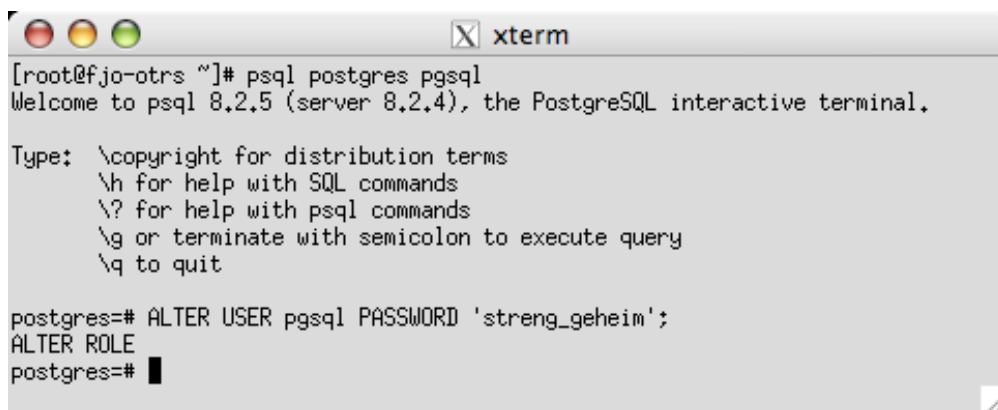 X xterm
[root@fjo-otrs ~]# psql postgres pgsql
Welcome to psql 8.2.5 (server 8.2.4), the PostgreSQL interactive terminal.
Type:  \copyright for distribution terms
       \h for help with SQL commands
       \? for help with psql commands
       \g or terminate with semicolon to execute query
       \q to quit
postgres=# ALTER USER pgsql PASSWORD 'streng_geheim';
ALTER ROLE
postgres=#